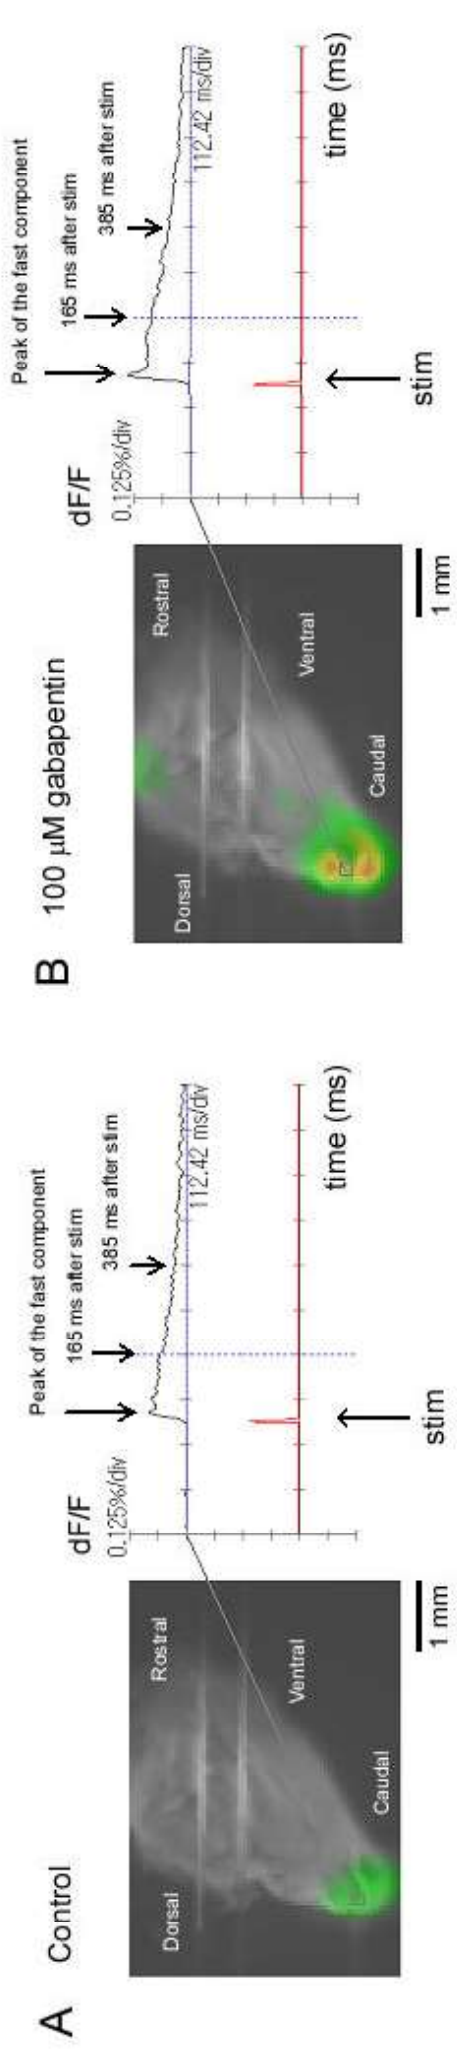 A
Control
Dorsal
Rostral
Ventral
Caudal
1 mm
dF/F
0.125%/div
Peak of the fast component
165 ms after stim
385 ms after stim
112.42 ms/div
time (ms)
stim
B
100 μM gabapentin
Dorsal
Rostral
Ventral
Caudal
1 mm
dF/F
0.125%/div
Peak of the fast component
165 ms after stim
385 ms after stim
112.42 ms/div
time (ms)
stim